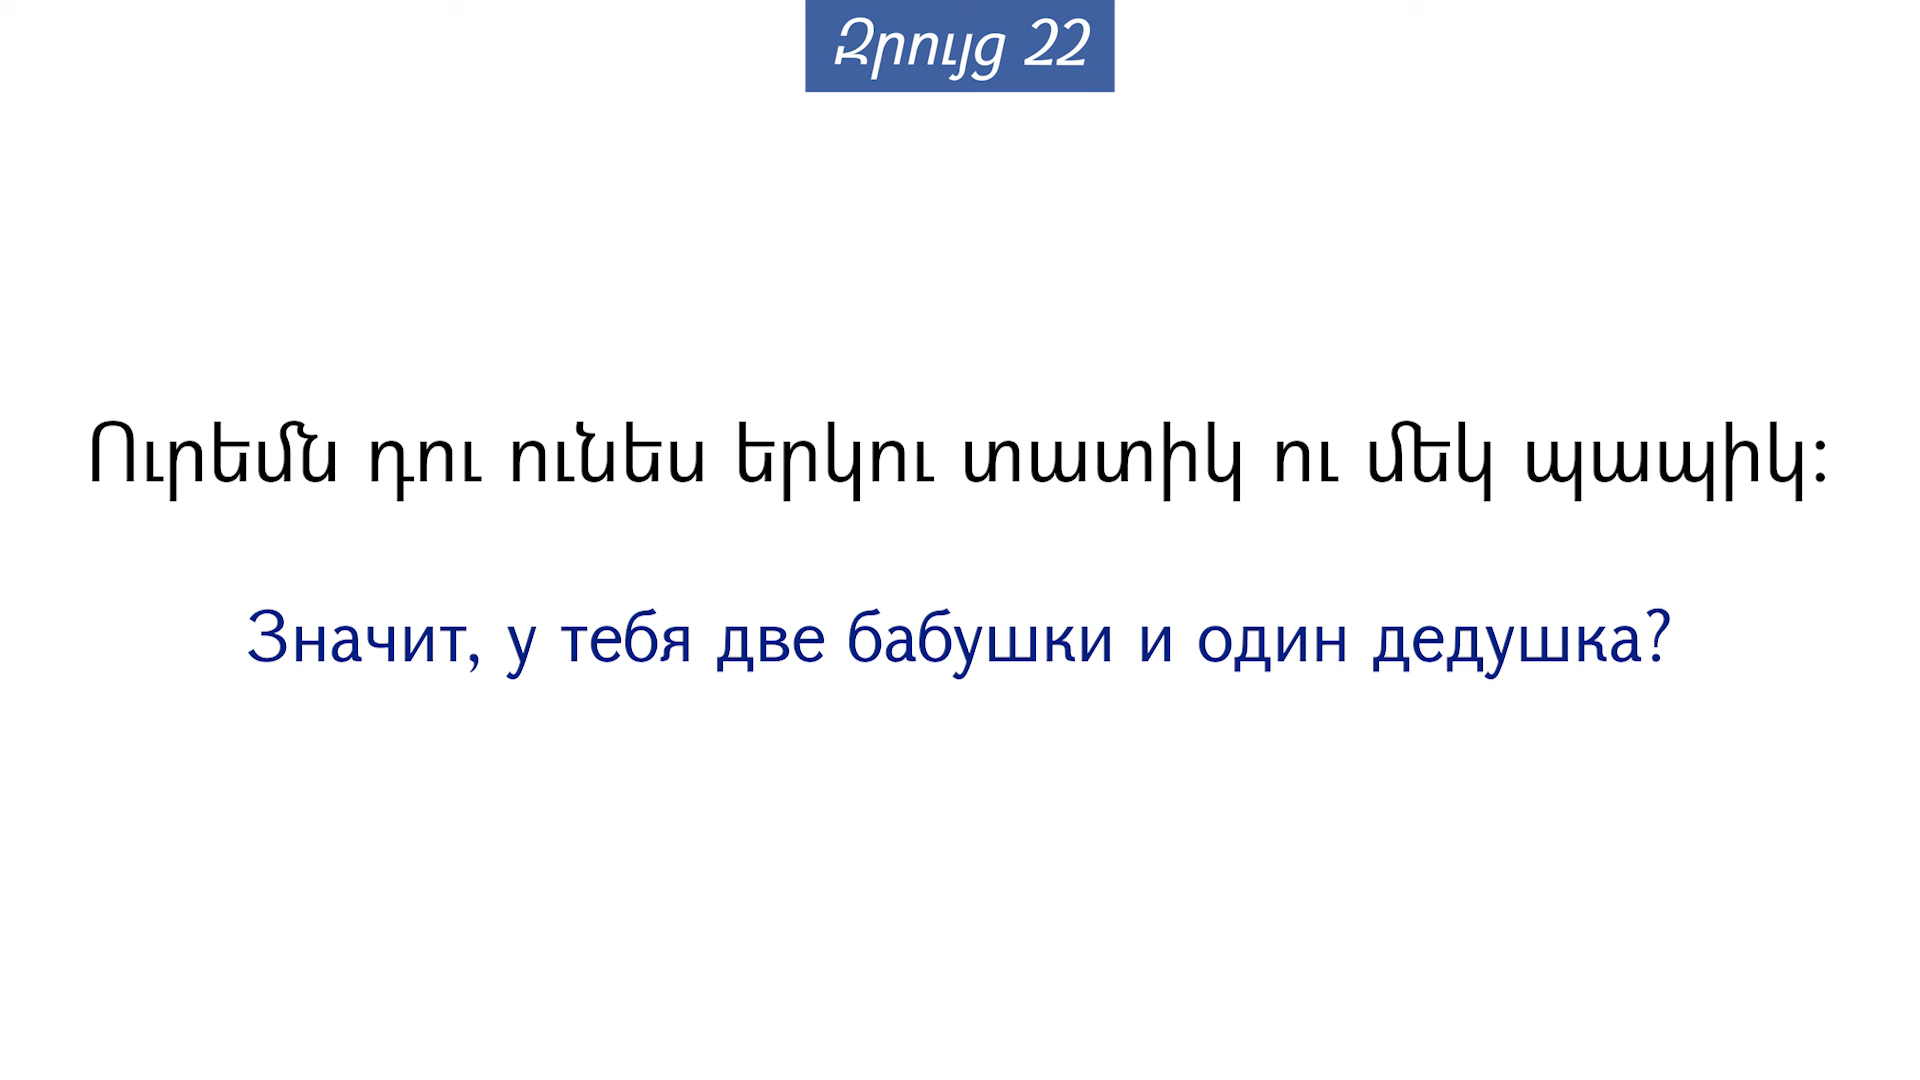 Զրույց 22
Ուրեմն դու ունես երկու տատիկ ու մեկ պապիկ։
Значит, у тебя две бабушки и один дедушка?